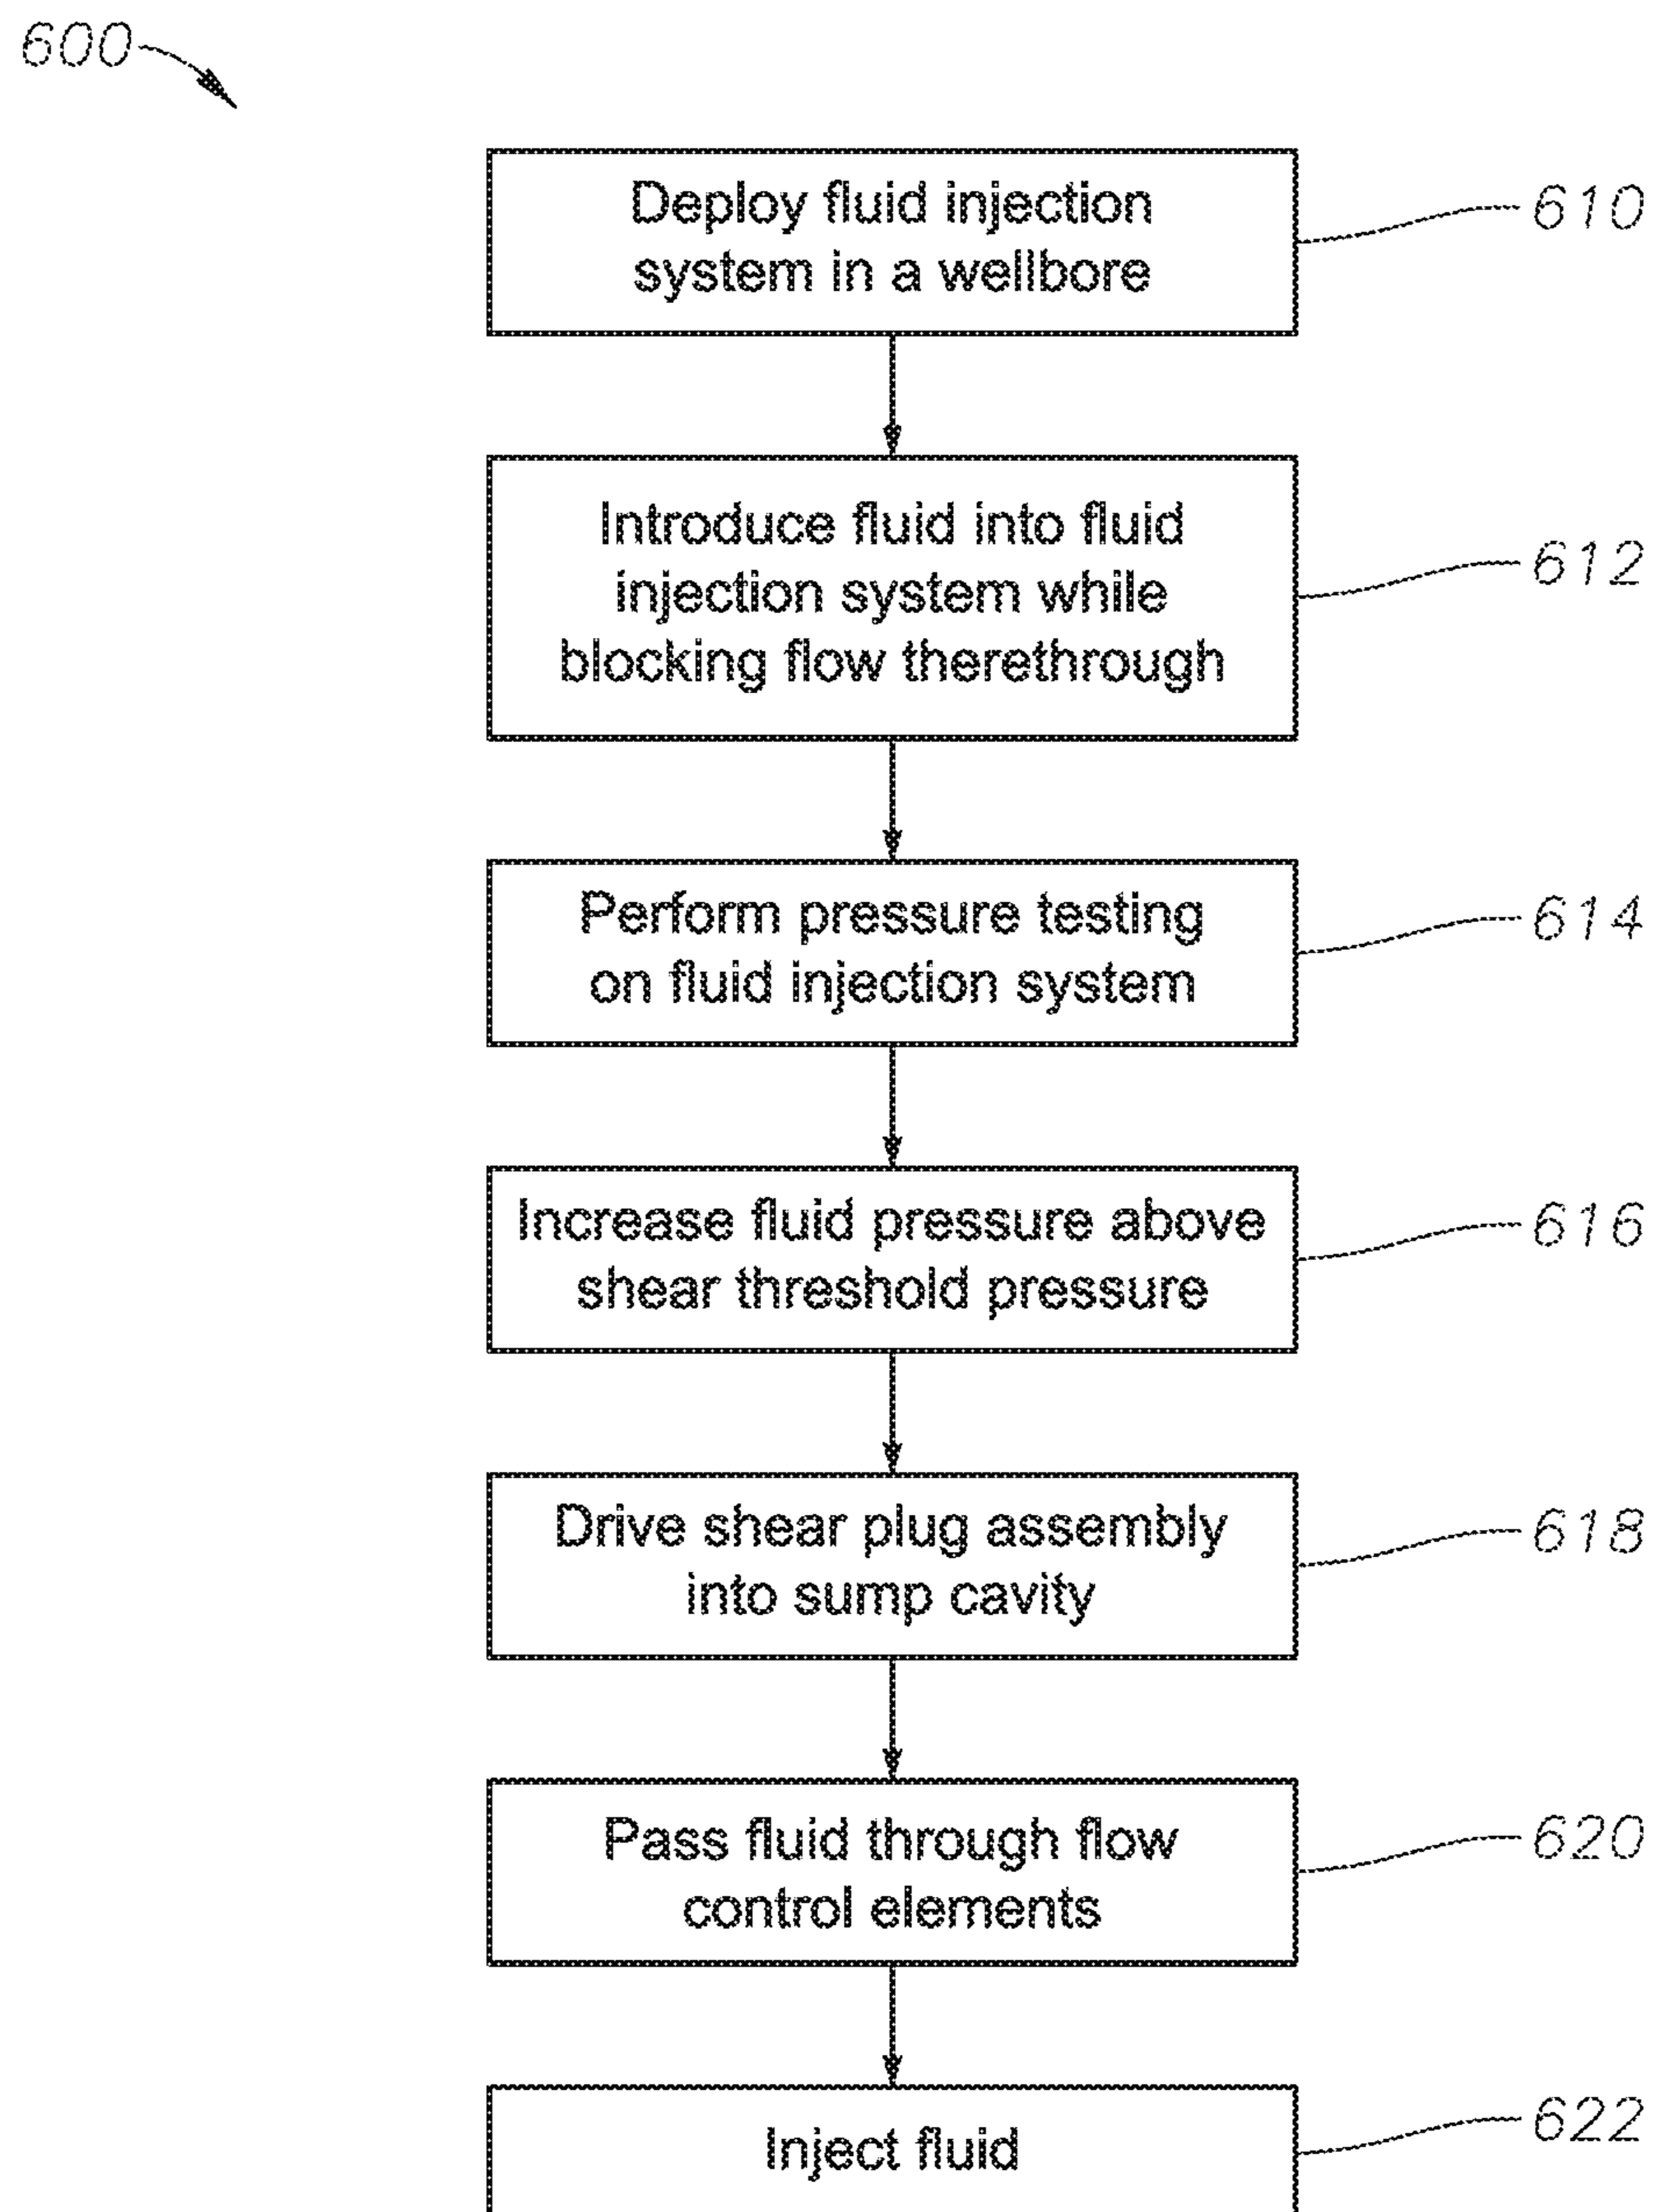 600
Deploy fluid injection
system in a wellbore
610
Introduce fluid into fluid
injection system while
blocking flow therethrough
612
Perform pressure testing
on fluid injection system
614
Increase fluid pressure above
shear threshold pressure
616
Drive shear plug assembly
into sump cavity
618
Pass fluid through flow
control elements
620
Inject fluid
622